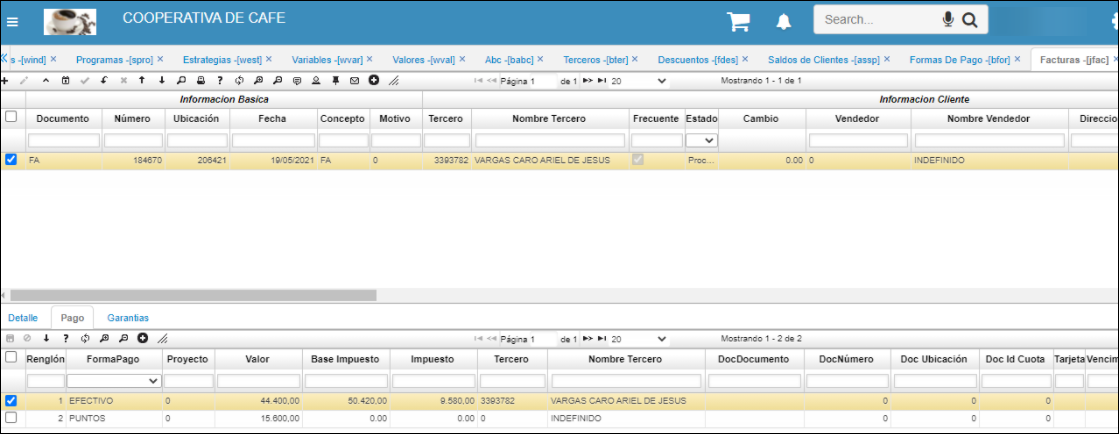 COOPERATIVA DE CAFE Search...
s -[wind] × Programas -[spro] × Estrategias -[west] × Variables -[wvar] × Valores -[wval] × Abc -[babc] × Terceros -[bter] × Descuentos -[fdes] × Saldos de Clientes -[assp] × Formas De Pago -[bfor] × Facturas -[jfac] ×
Página 1 de 1 20 Mostrando 1 - 1 de 1
Informacion Basica Informacion Cliente
Documento Número Ubicación Fecha Concepto Motivo Tercero Nombre Tercero Frecuente Estado Cambio Vendedor Nombre Vendedor Direccio
FA 184670 206421 19/05/2021 FA 0 3393782 VARGAS CARO ARIEL DE JESUS Proc... 0.00 0 INDEFINIDO
Detalle Pago Garantias
Página 1 de 1 20 Mostrando 1 - 2 de 2
Renglón FormaPago Proyecto Valor Base Impuesto Impuesto Tercero Nombre Tercero DocDocumento DocNúmero Doc Ubicación Doc Id Cuota Tarjeta Vencim
1 EFECTIVO 0 44.400,00 50.420,00 9.580,00 3393782 VARGAS CARO ARIEL DE JESUS 0 0 0
2 PUNTOS 0 15.600,00 0.00 0.00 0 INDEFINIDO 0 0 0